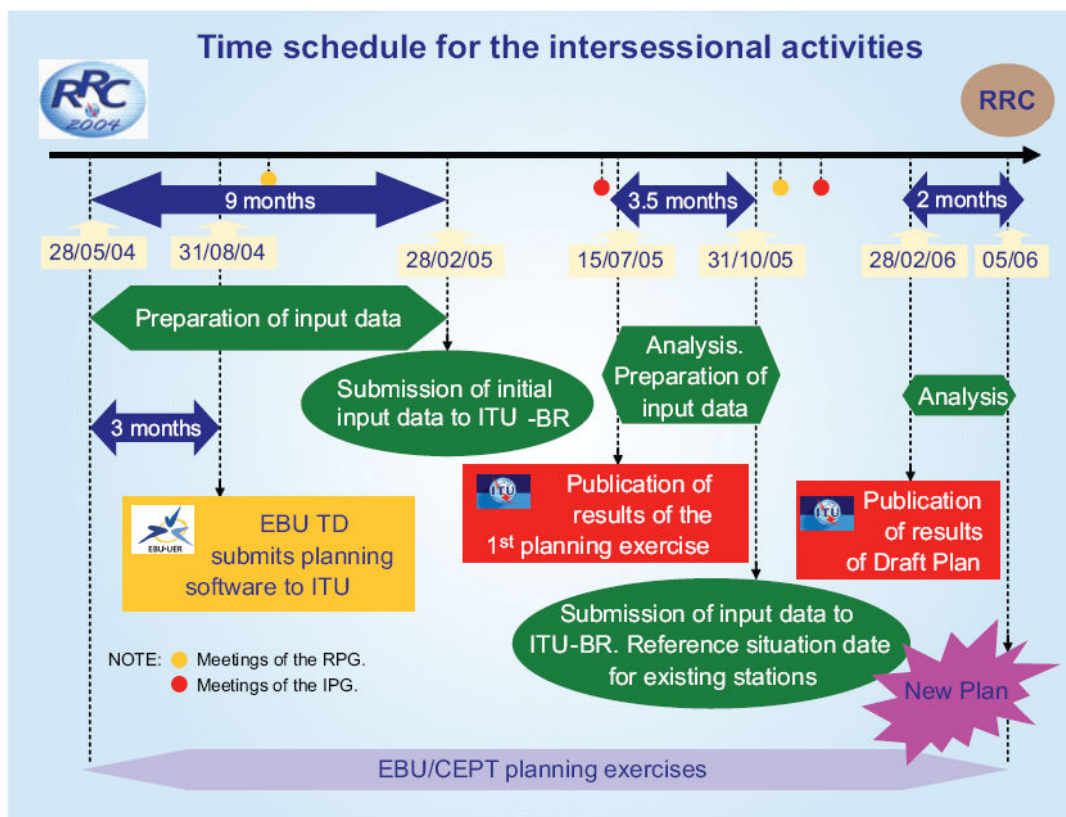 Time schedule for the intersessional activities
RRC
2004
RRC
9 months
3.5 months
2 months
28/05/04
31/08/04
28/02/05
15/07/05
31/10/05
28/02/06
05/06
Preparation of input data
Submission of initial
input data to ITU -BR
Analysis.
Preparation of
input data
Analysis
3 months
EBU·UER
EBU TD
submits planning
software to ITU
ITU
Publication of
results of the
1st planning exercise
ITU
Publication
of results
of Draft Plan
Submission of input data to
ITU-BR. Reference situation date
for existing stations
New Plan
NOTE: Meetings of the RPG.
Meetings of the IPG.
EBU/CEPT planning exercises